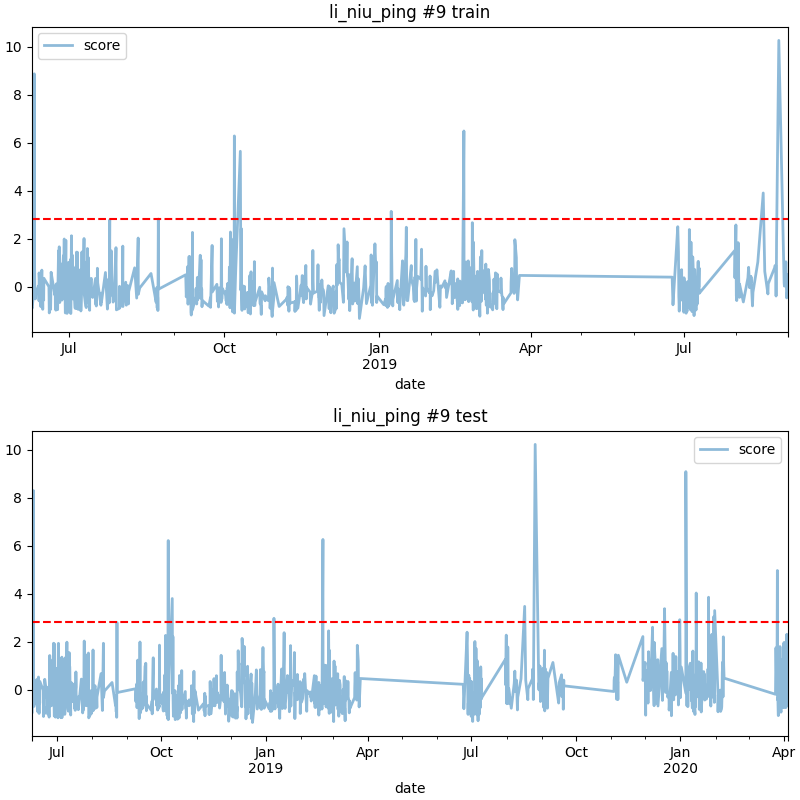 li_niu_ping #9 train
score
10
8
6
4
2
0
Jul
Oct
Jan
2019
Apr
Jul
date
li_niu_ping #9 test
score
10
8
6
4
2
0
Jul
Oct
Jan
2019
Apr
Jul
Oct
Jan
2020
Apr
date